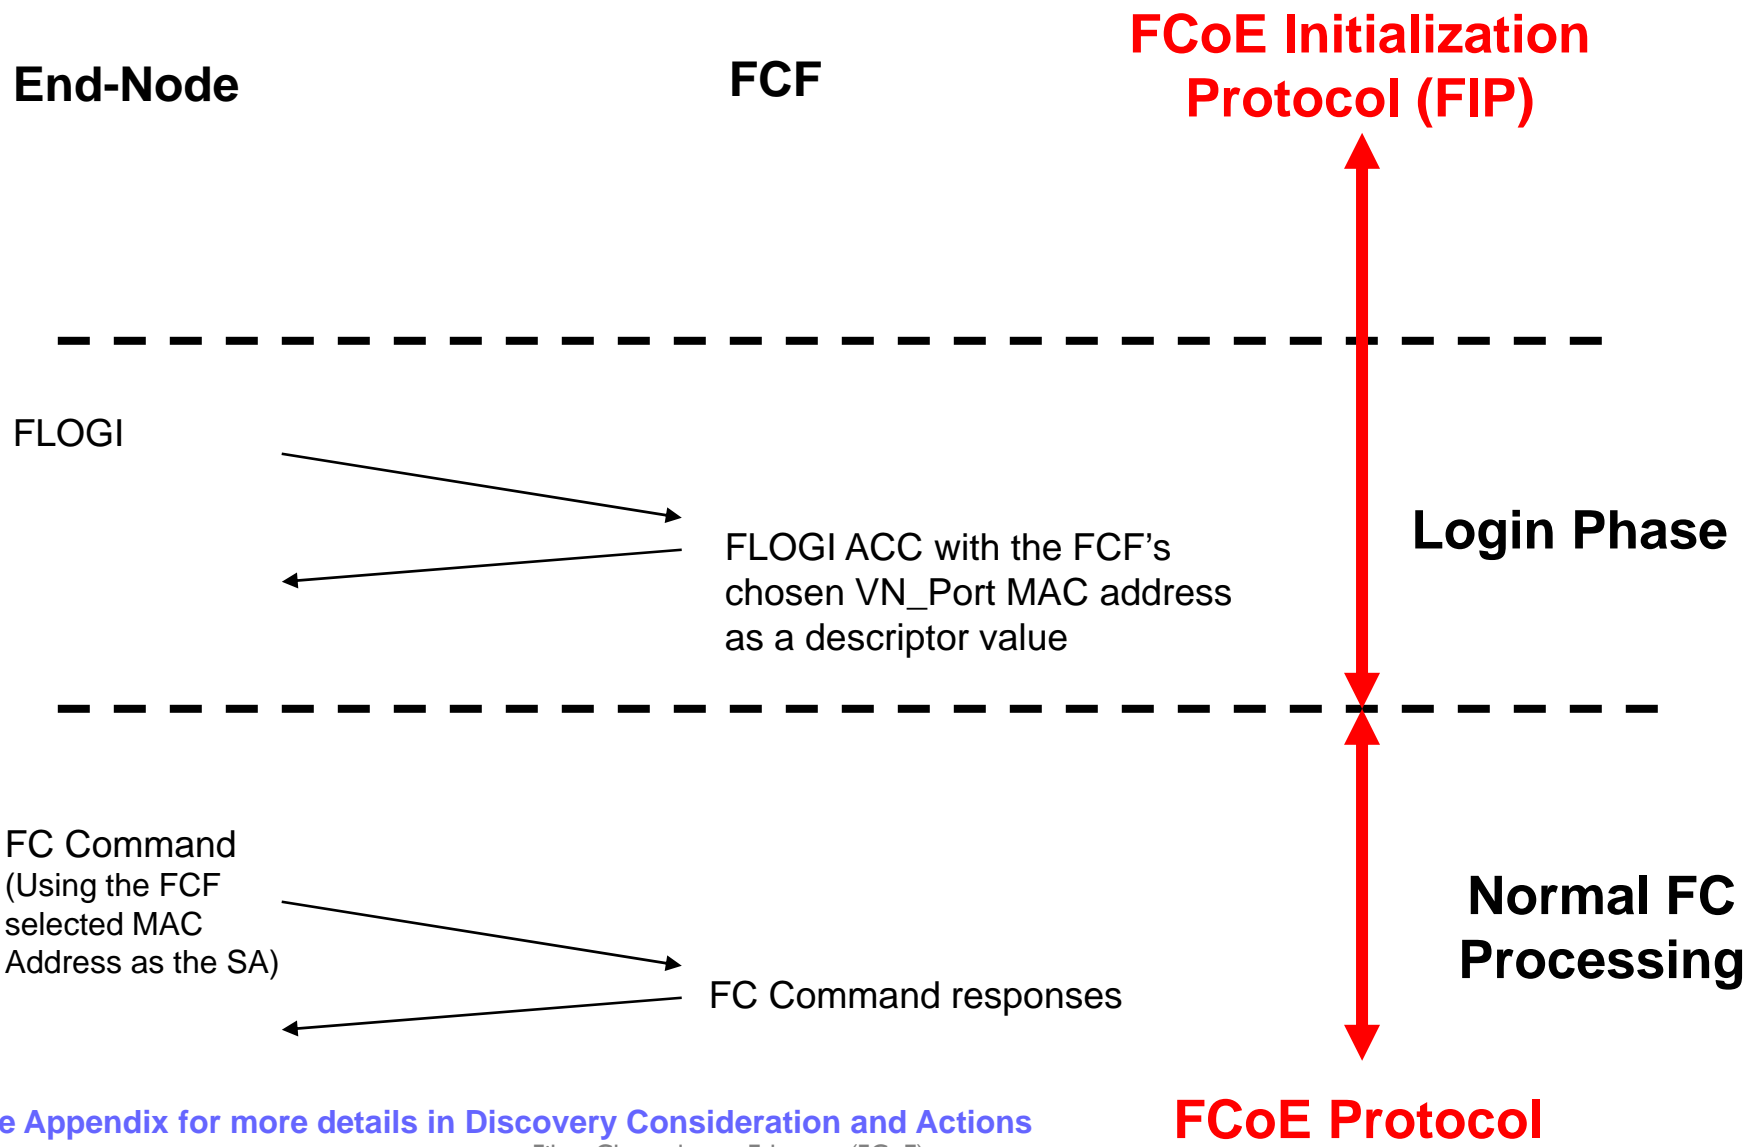 FCoE Initialization
Protocol (FIP)
End-Node
FCF
FLOGI
FLOGI ACC with the FCF's
chosen VN_Port MAC address
as a descriptor value
Login Phase
FC Command
(Using the FCF
selected MAC
Address as the SA)
FC Command responses
Normal FC
Processing
FCoE Protocol
e Appendix for more details in Discovery Consideration and Actions